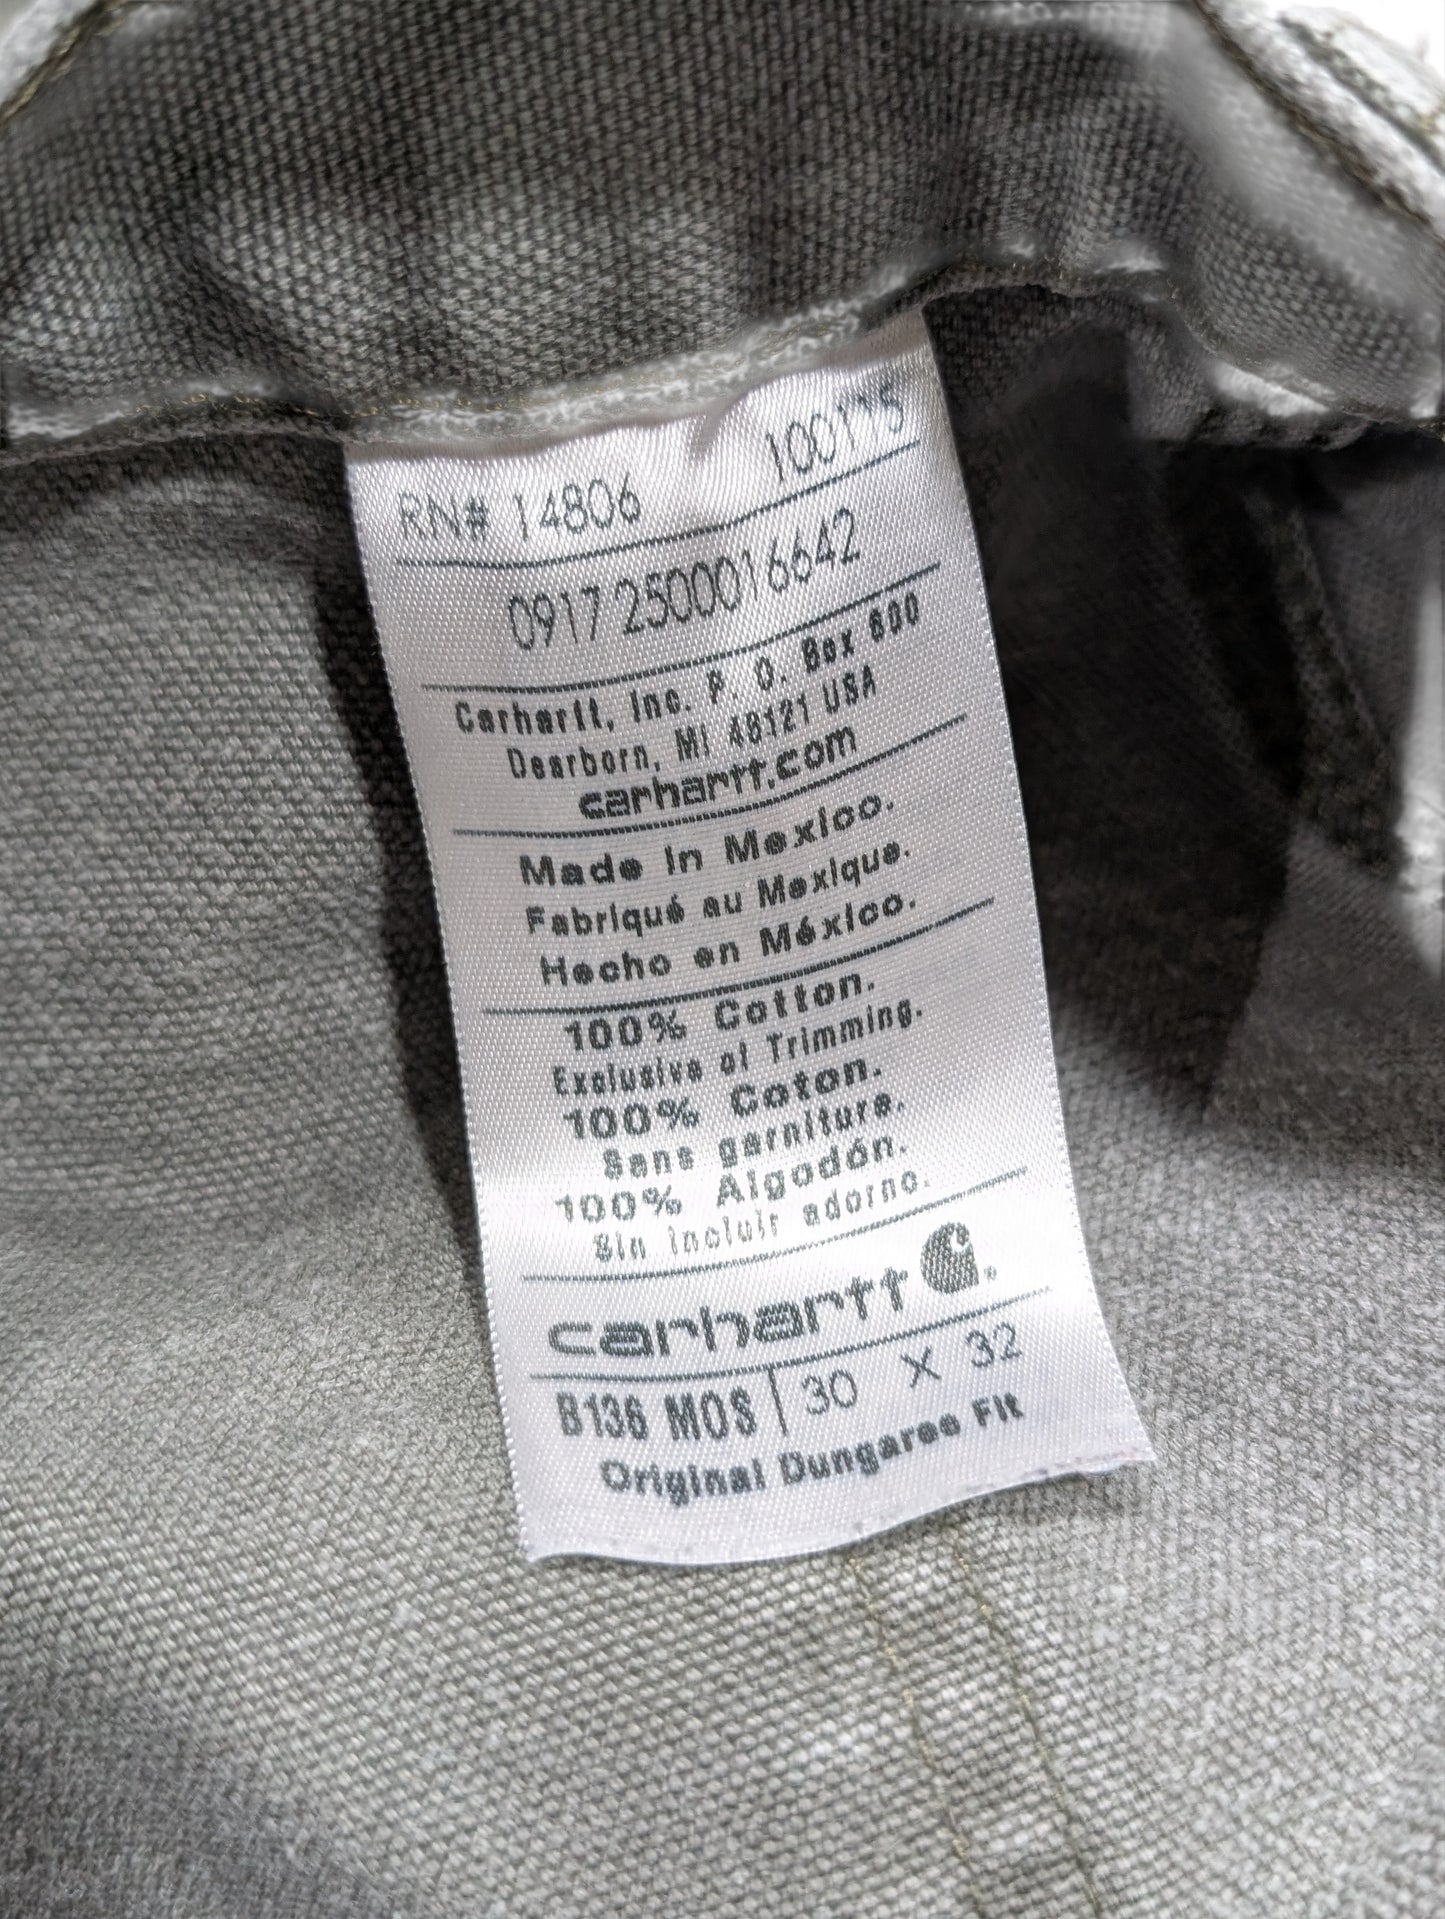 RN# 14806 100175
0917 2500016642
Carhartt, Inc. P. O. Box 600
Dearborn, MI 48121 USA
carhartt.com
Made in Mexico.
Fabriqué au Mexique.
Hecho en México.
100% Cotton.
Exclusive of Trimming.
100% Coton.
Sans garniture.
100% Algodón.
Sin incluir adorno.
carhartt
B136 MOS 30 X 32
Original Dungaree Fit